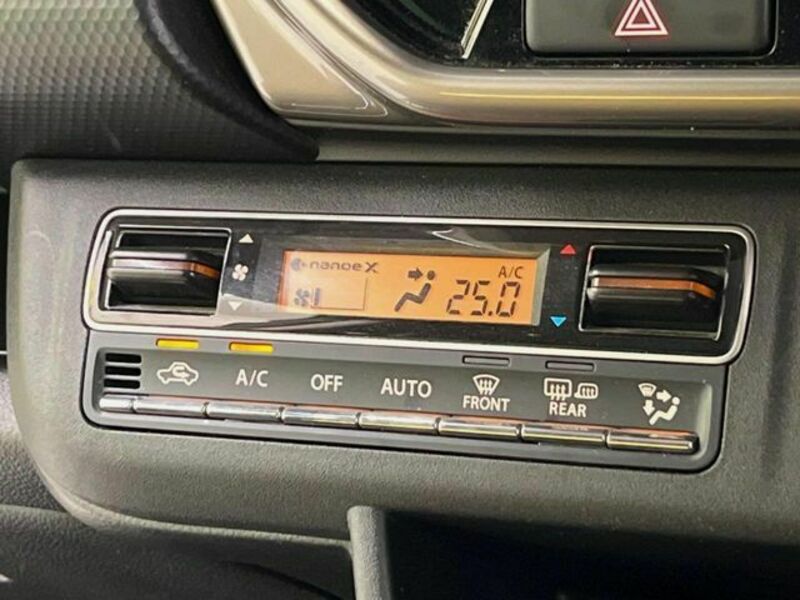 nanoe X
A/C
25.0
A/C
OFF
AUTO
FRONT
REAR